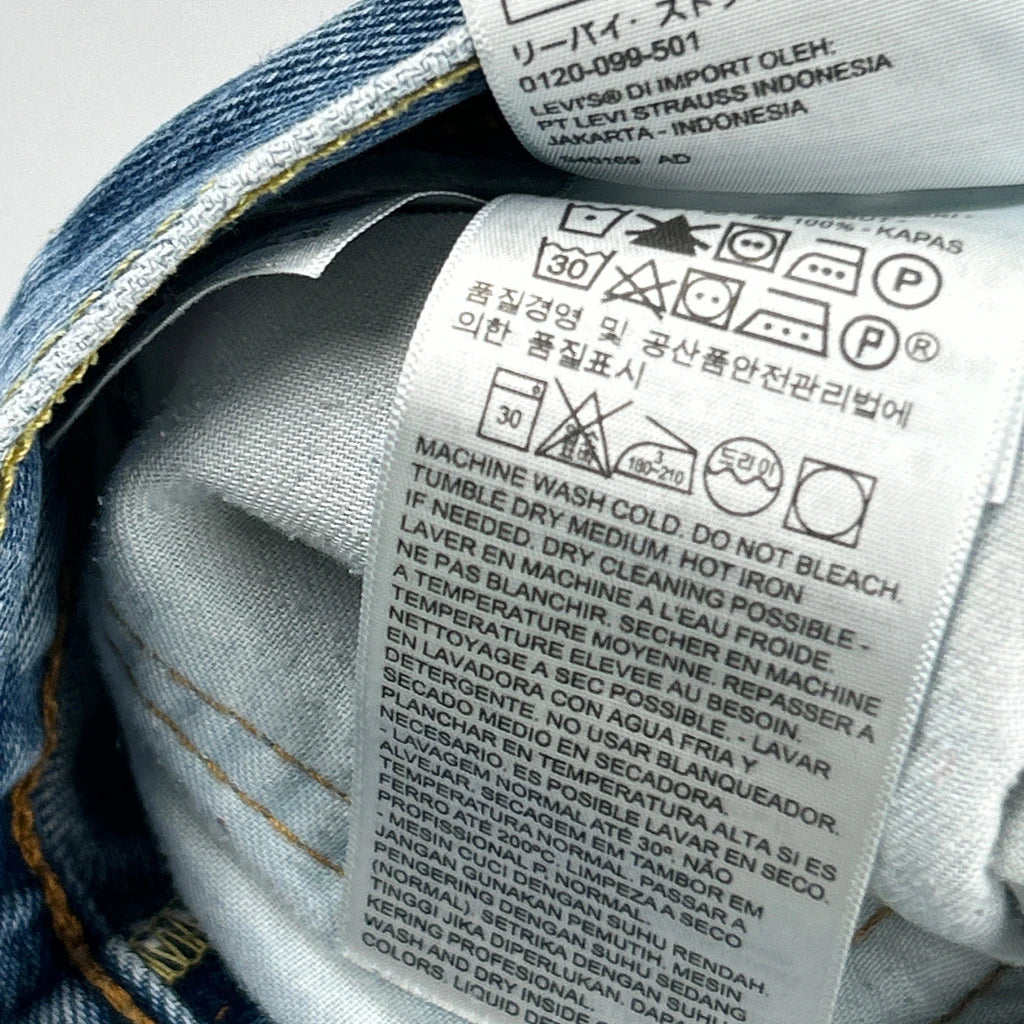 リーバイ・スト
0120-099-501
LEVI'S® DI IMPORT OLEH:
PT LEVI STRAUSS INDONESIA
JAKARTA - INDONESIA
AD
100% - KAPAS
P
30
P ®
품질경영 및 공산품안전관리법에
의한 품질표시
30 3 180~210 드라이
MACHINE WASH COLD. DO NOT BLEACH.
TUMBLE DRY MEDIUM. HOT IRON
IF NEEDED. DRY CLEANING POSSIBLE. -
LAVER EN MACHINE A L'EAU FROIDE.
NE PAS BLANCHIR. SECHER EN MACHINE
A TEMPERATURE MOYENNE. REPASSER A
TEMPERATURE ELEVEE AU BESOIN.
NETTOYAGE A SEC POSSIBLE. - LAVAR
EN LAVADORA CON AGUA FRIA Y
DETERGENTE. NO USAR BLANQUEADOR.
SECADO MEDIO EN SECADORA.
PLANCHAR EN TEMPERATURA ALTA SI ES
NECESARIO. ES POSIBLE LAVAR EN SECO.
- LAVAGEM NORMAL ATÉ 30º. NÃO
ALVEJAR. SECAGEM EM TAMBOR EM
TEMPERATURA NORMAL. PASSAR A
FERRO ATÉ 200ºC. LIMPEZA A SECO
PROFISSIONAL P, NORMAL.
- MESIN CUCI DENGAN SUHU RENDAH.
JANGAN GUNAKAN PEMUTIH. MESIN
PENGERING DENGAN SUHU SEDANG
(NORMAL). SETRIKA DENGAN SUHU
TINGGI JIKA DIPERLUKAN. DAPA
KERING PROFESIONAL.
WASH AND DRY INSIDE
COLORS. LIQUID DE